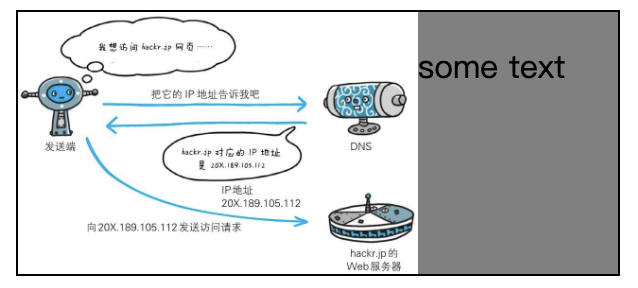 我想访问 hackr.jp 网页……
some text
把它的 IP 地址告诉我吧
发送端
DNS
hackr.jp 对应的 IP 地址
是 20X.189.105.112
IP地址
20X.189.105.112
向20X.189.105.112发送访问请求
hackr.jp的
Web服务器